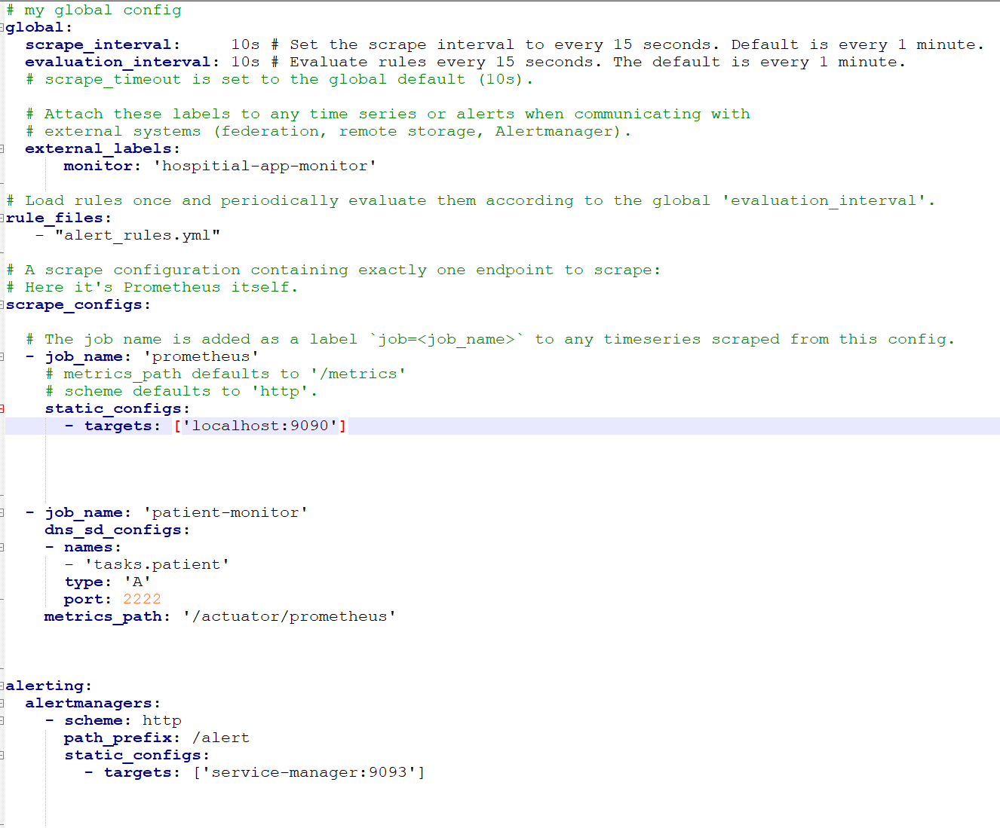 # my global config
global:
  scrape_interval:     10s # Set the scrape interval to every 15 seconds. Default is every 1 minute.
  evaluation_interval: 10s # Evaluate rules every 15 seconds. The default is every 1 minute.
  # scrape_timeout is set to the global default (10s).
  # Attach these labels to any time series or alerts when communicating with
  # external systems (federation, remote storage, Alertmanager).
  external_labels:
      monitor: 'hospitial-app-monitor'
# Load rules once and periodically evaluate them according to the global 'evaluation_interval'.
rule_files:
   - "alert_rules.yml"
# A scrape configuration containing exactly one endpoint to scrape:
# Here it's Prometheus itself.
scrape_configs:
  # The job name is added as a label `job=<job_name>` to any timeseries scraped from this config.
  - job_name: 'prometheus'
    # metrics_path defaults to '/metrics'
    # scheme defaults to 'http'.
    static_configs:
      - targets: ['localhost:9090']
  - job_name: 'patient-monitor'
    dns_sd_configs:
    - names:
      - 'tasks.patient'
      type: 'A'
      port: 2222
    metrics_path: '/actuator/prometheus'
alerting:
  alertmanagers:
    - scheme: http
      path_prefix: /alert
      static_configs:
        - targets: ['service-manager:9093']